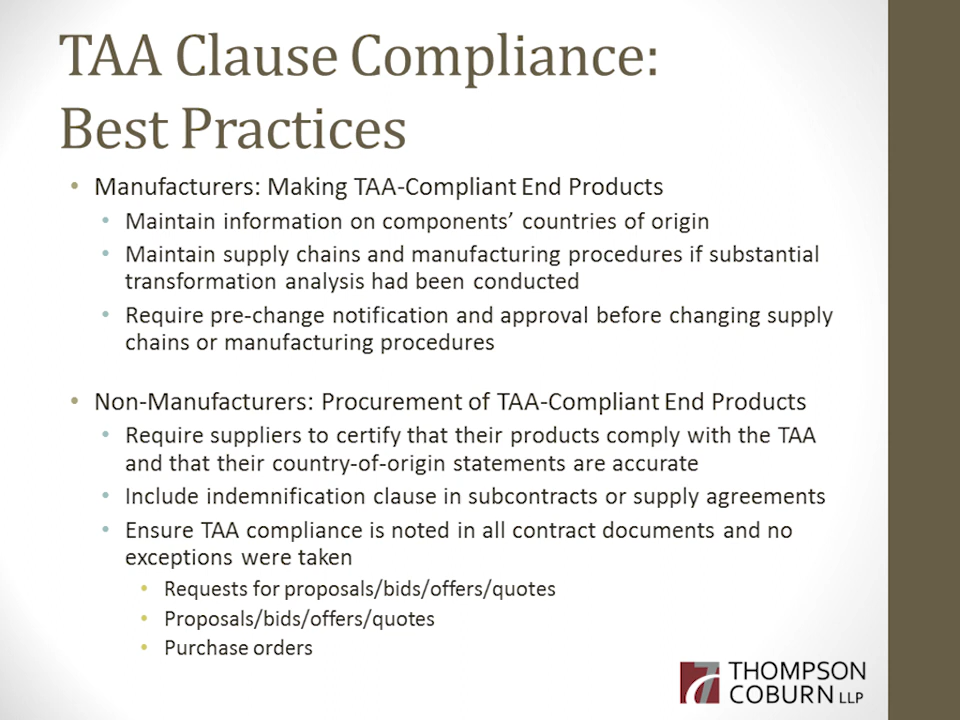 TAA Clause Compliance:
Best Practices
• Manufacturers: Making TAA-Compliant End Products
• Maintain information on components’ countries of origin
• Maintain supply chains and manufacturing procedures if substantial
transformation analysis had been conducted
• Require pre-change notification and approval before changing supply
chains or manufacturing procedures
• Non-Manufacturers: Procurement of TAA-Compliant End Products
• Require suppliers to certify that their products comply with the TAA
and that their country-of-origin statements are accurate
• Include indemnification clause in subcontracts or supply agreements
• Ensure TAA compliance is noted in all contract documents and no
exceptions were taken
• Requests for proposals/bids/offers/quotes
• Proposals/bids/offers/quotes
• Purchase orders
THOMPSON
COBURN LLP